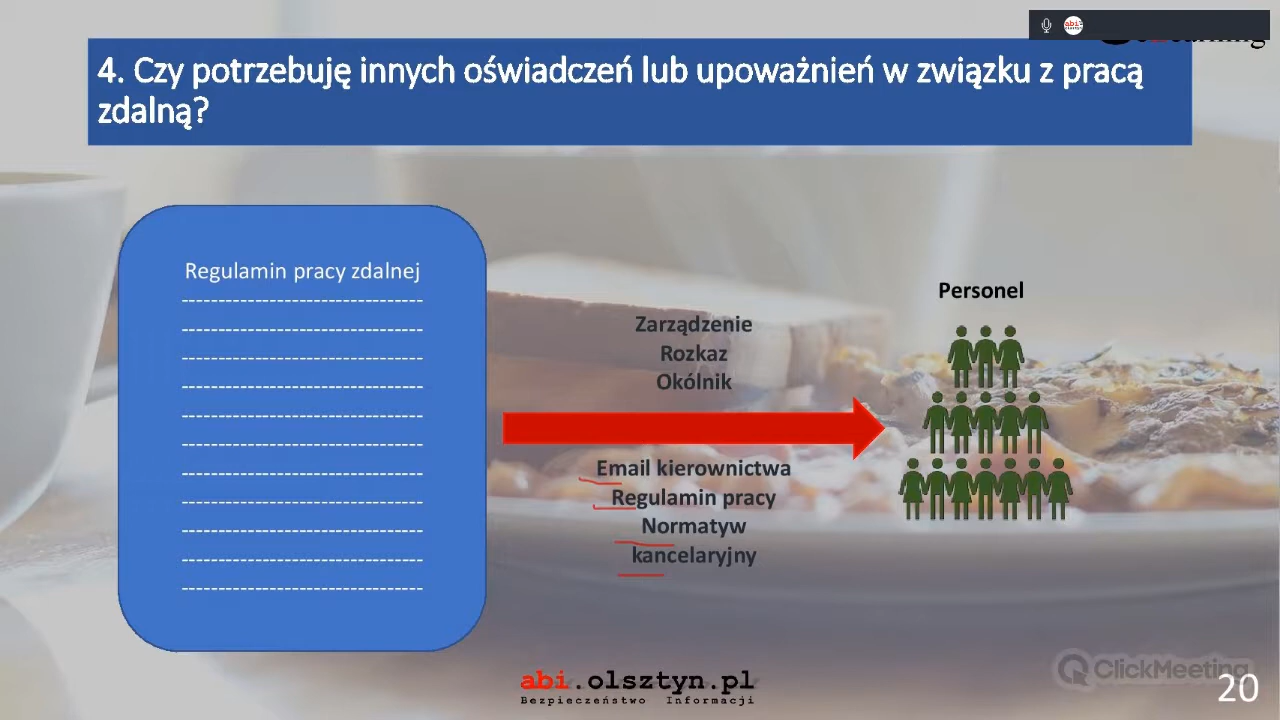 4. Czy potrzebuję innych oświadczeń lub upoważnień w związku z pracą
zdalną?
Regulamin pracy zdalnej
--------------------------------
--------------------------------
--------------------------------
--------------------------------
--------------------------------
--------------------------------
--------------------------------
--------------------------------
--------------------------------
--------------------------------
--------------------------------
Zarządzenie
Rozkaz
Okólnik
Email kierownictwa
Regulamin pracy
Normatyw
kancelaryjny
Personel
abi.olsztyn.pl
Bezpieczeństwo Informacji
ClickMeeting
20